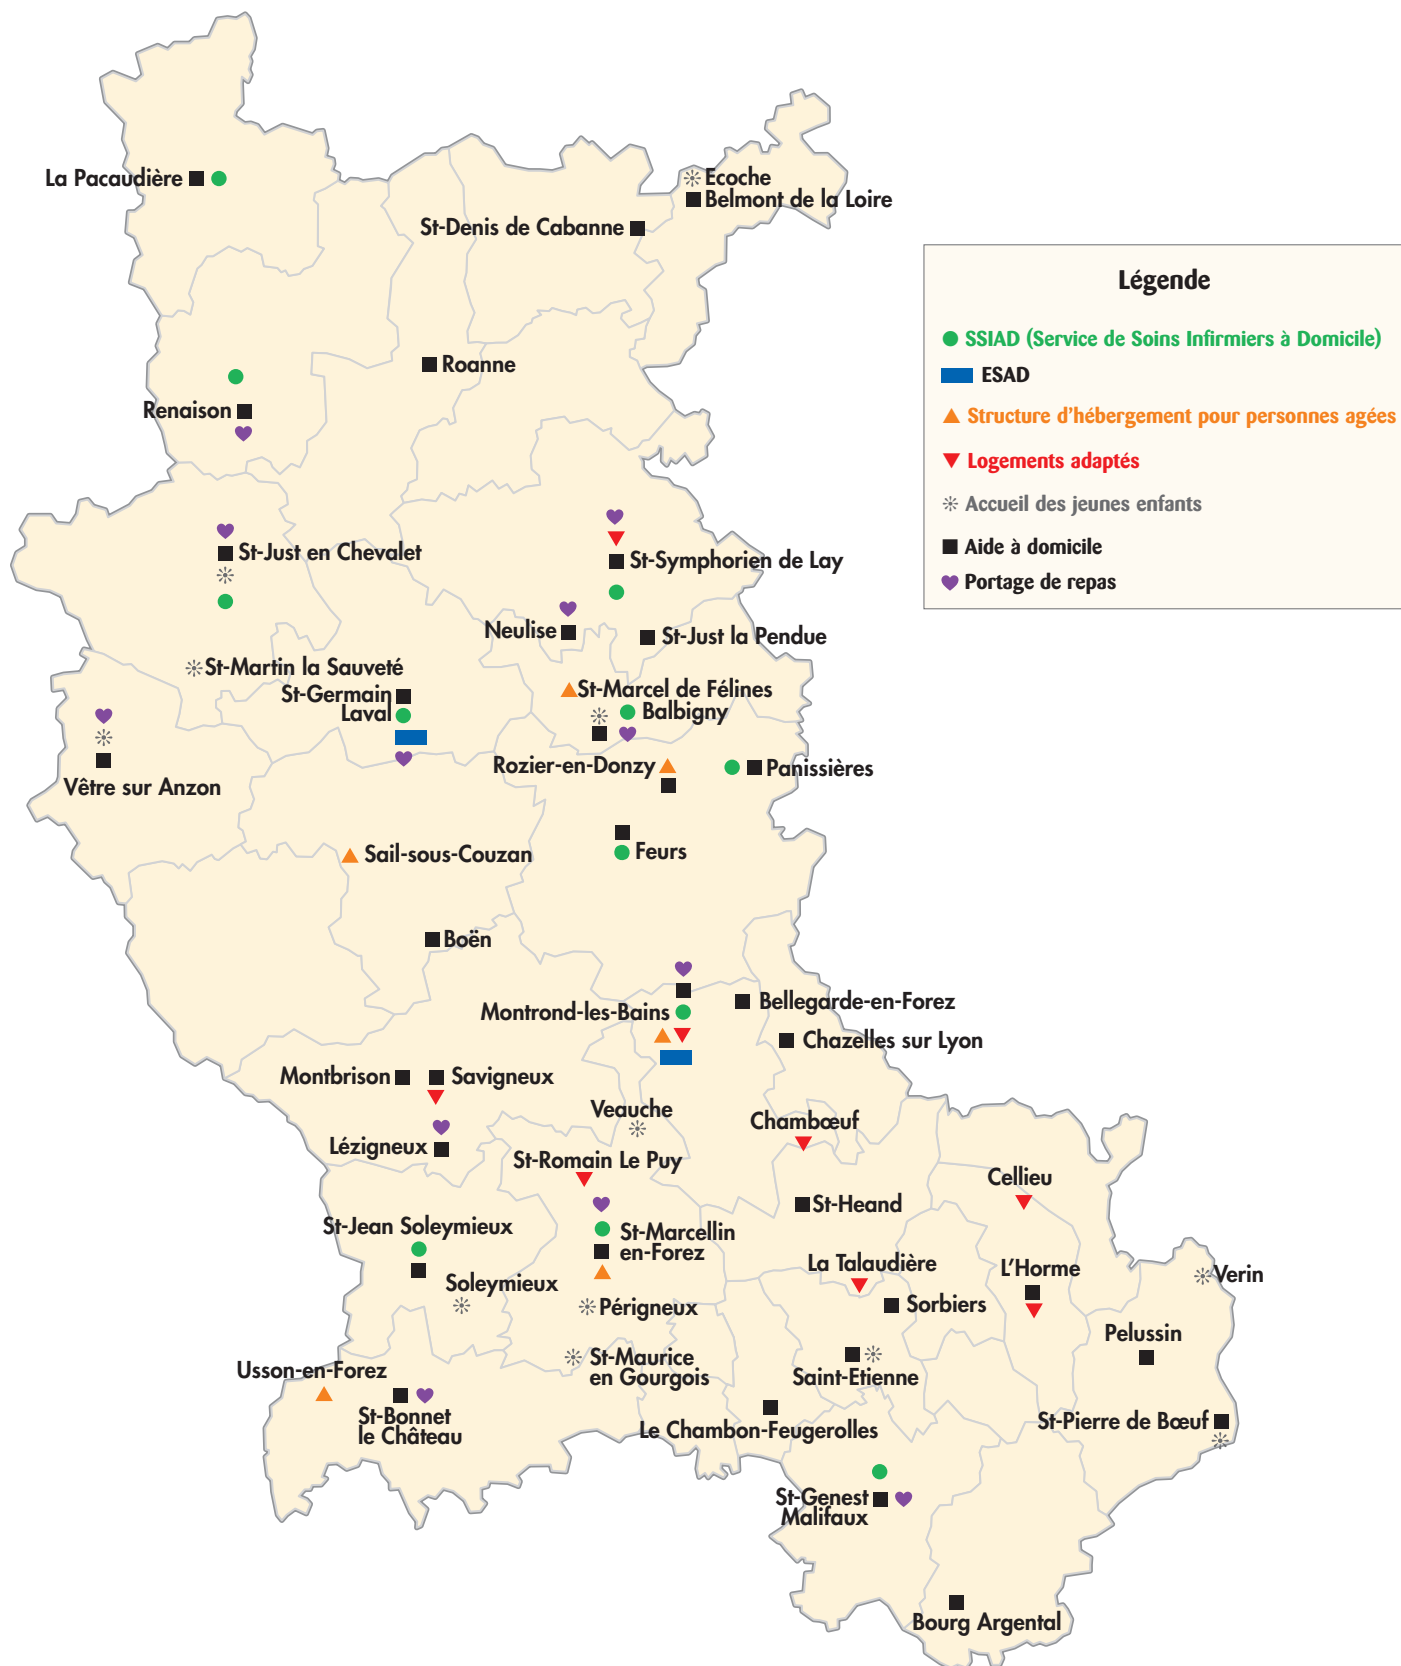 La Pacaudière
Ecoche
Belmont de la Loire
St-Denis de Cabanne
Légende
SSIAD (Service de Soins Infirmiers à Domicile)
ESAD
Structure d'hébergement pour personnes agées
Logements adaptés
Accueil des jeunes enfants
Aide à domicile
Portage de repas
Roanne
Renaison
St-Just en Chevalet
St-Symphorien de Lay
Neulise
St-Just la Pendue
St-Martin la Sauveté
St-Germain
Laval
St-Marcel de Félines
Balbigny
Vêtre sur Anzon
Rozier-en-Donzy
Panissières
Sail-sous-Couzan
Feurs
Boën
Montrond-les-Bains
Bellegarde-en-Forez
Chazelles sur Lyon
Montbrison
Savigneux
Veauche
Chambœuf
Lézigneux
St-Romain Le Puy
Cellieu
St-Heand
St-Jean Soleymieux
St-Marcellin
en-Forez
La Talaudière
L'Horme
Verin
Soleymieux
Périgneux
Sorbiers
Pelussin
St-Maurice
en Gourgois
Saint-Etienne
Usson-en-Forez
St-Bonnet
le Château
Le Chambon-Feugerolles
St-Pierre de Bœuf
St-Genest
Malifaux
Bourg Argental